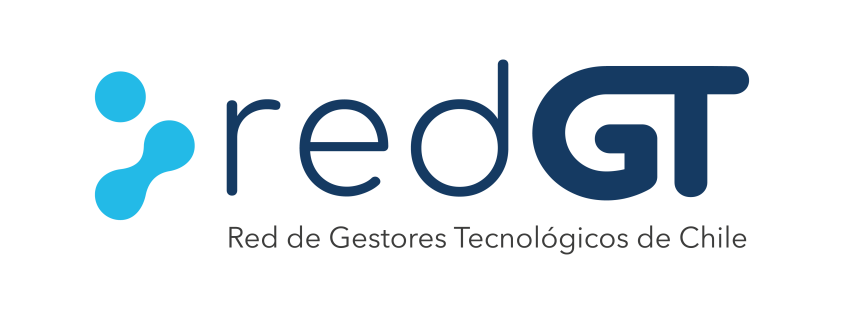 redGT
Red de Gestores Tecnológicos de Chile